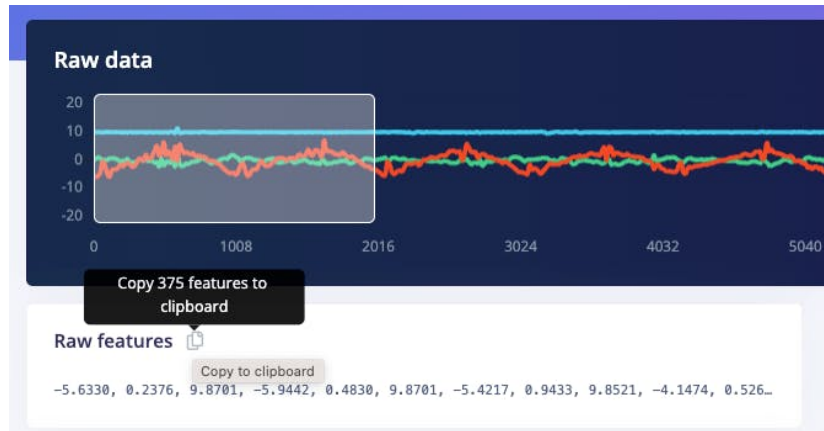 Raw data
20
10
0
-10
-20
0 1008 2016 3024 4032 5040
Copy 375 features to
clipboard
Raw features
Copy to clipboard
-5.6330, 0.2376, 9.8701, -5.9442, 0.4830, 9.8701, -5.4217, 0.9433, 9.8521, -4.1474, 0.526…